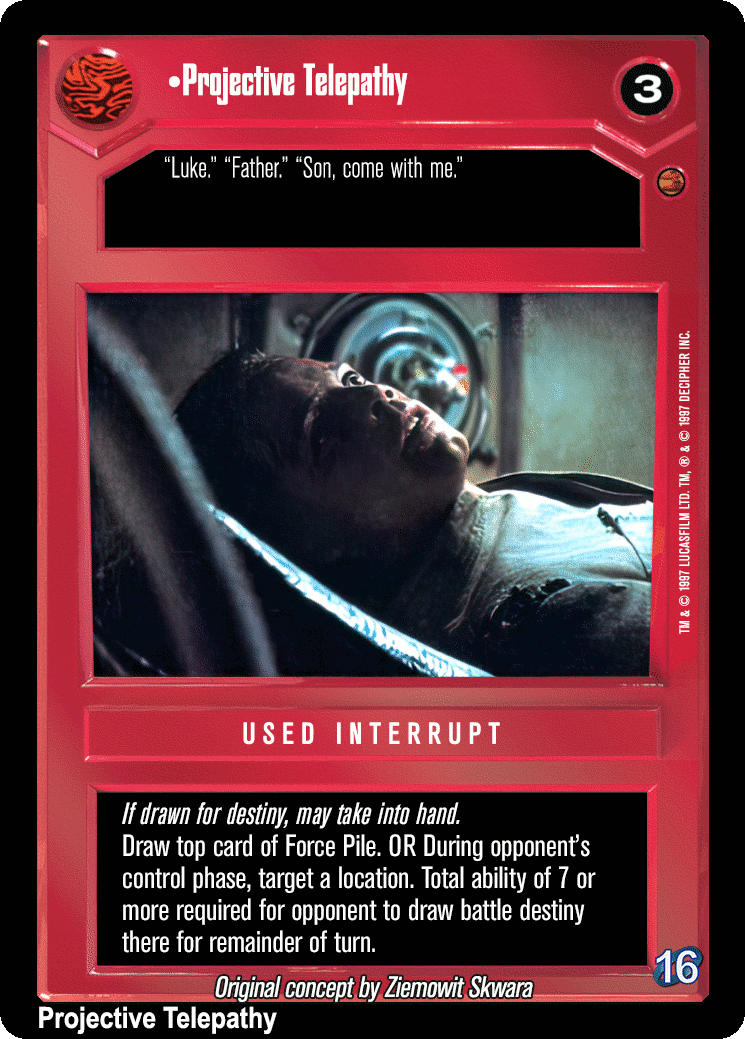 •Projective Telepathy
3
“Luke.” “Father.” “Son, come with me.”
TM & © 1997 LUCASFILM LTD. TM, ® & © 1997 DECIPHER INC.
USED INTERRUPT
If drawn for destiny, may take into hand.
Draw top card of Force Pile. OR During opponent’s
control phase, target a location. Total ability of 7 or
more required for opponent to draw battle destiny
there for remainder of turn.
16
Original concept by Ziemowit Skwara
Projective Telepathy